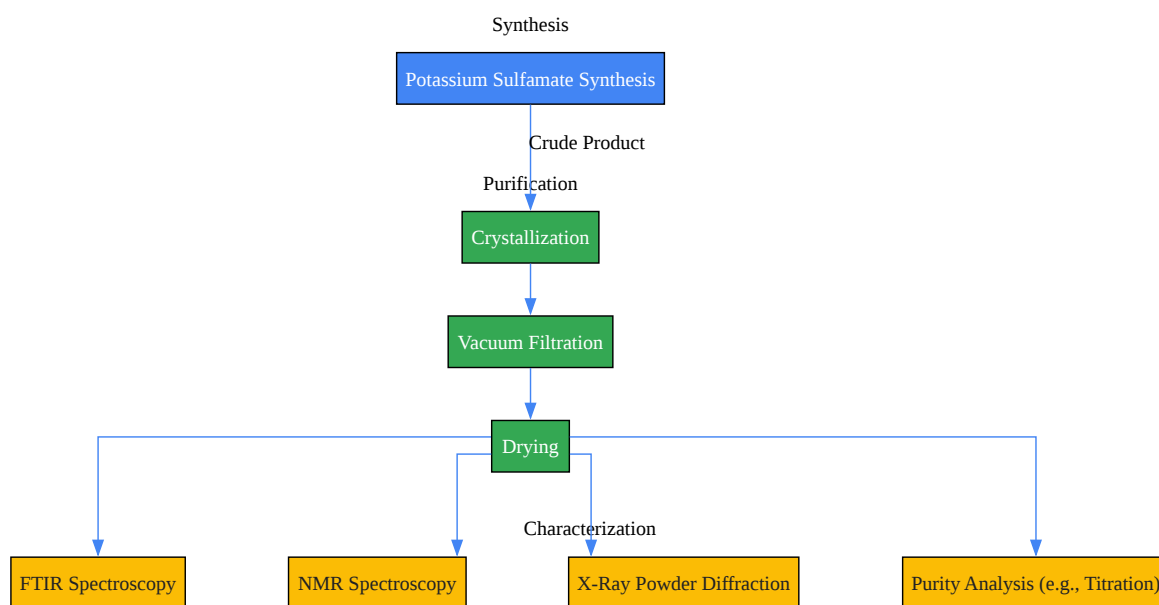 Synthesis
Potassium Sulfamate Synthesis
Crude Product
Purification
Crystallization
Vacuum Filtration
Drying
Characterization
FTIR Spectroscopy
NMR Spectroscopy
X-Ray Powder Diffraction
Purity Analysis (e.g., Titration)